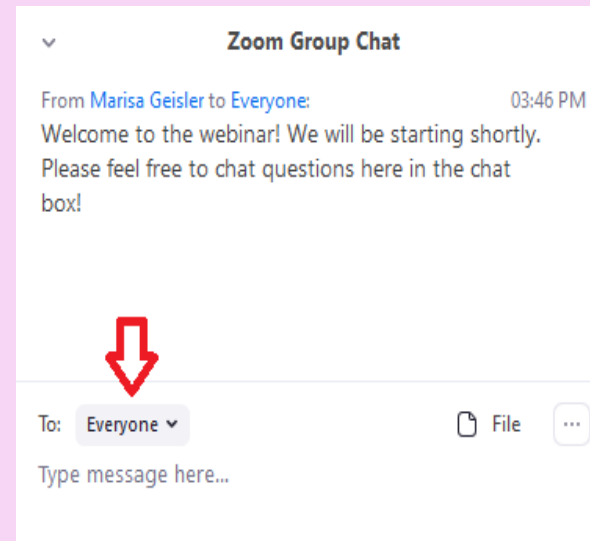 Zoom Group Chat
From Marisa Geisler to Everyone: 03:46 PM
Welcome to the webinar! We will be starting shortly.
Please feel free to chat questions here in the chat
box!
To: Everyone File ...
Type message here...